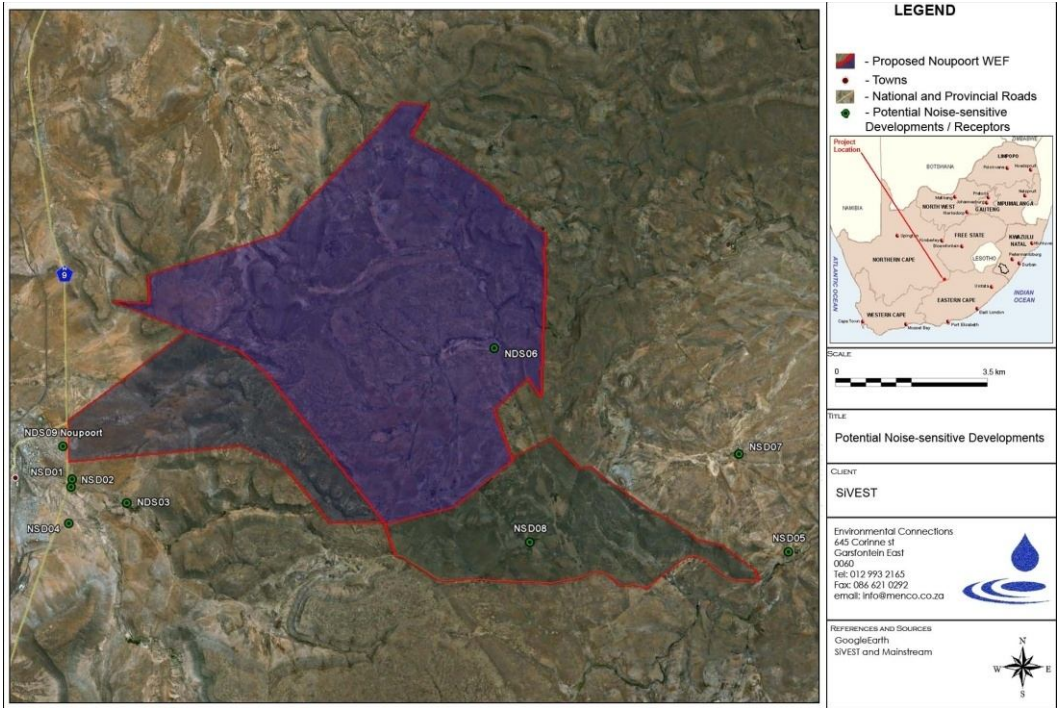 9
NDS06
NDS09 Noupoort
NSD01
NSD02
NDS03
NSD04
NSD07
NSD08
NSD05
LEGEND
- Proposed Noupoort WEF
- Towns
- National and Provincial Roads
- Potential Noise-sensitive
Developments / Receptors
Project
Location
ZIMBABWE
BOTSWANA
LIMPOPO
NAMIBIA
NORTH WEST
GAUTENG
MPUMALANGA
FREE STATE
KWAZULU
NATAL
LESOTHO
NORTHERN CAPE
ATLANTIC OCEAN
EASTERN CAPE
INDIAN
OCEAN
WESTERN CAPE
Durban
East London
Cape Town
Mossel Bay
Port Elizabeth
SCALE
0
3.5 km
TITLE
Potential Noise-sensitive Developments
CLIENT
SiVEST
Environmental Connections
645 Corinne st
Garsfontein East
0060
Tel: 012 993 2165
Fax: 086 621 0292
email: info@menco.co.za
REFERENCES AND SOURCES
GoogleEarth
SiVEST and Mainstream
N
W
E
S